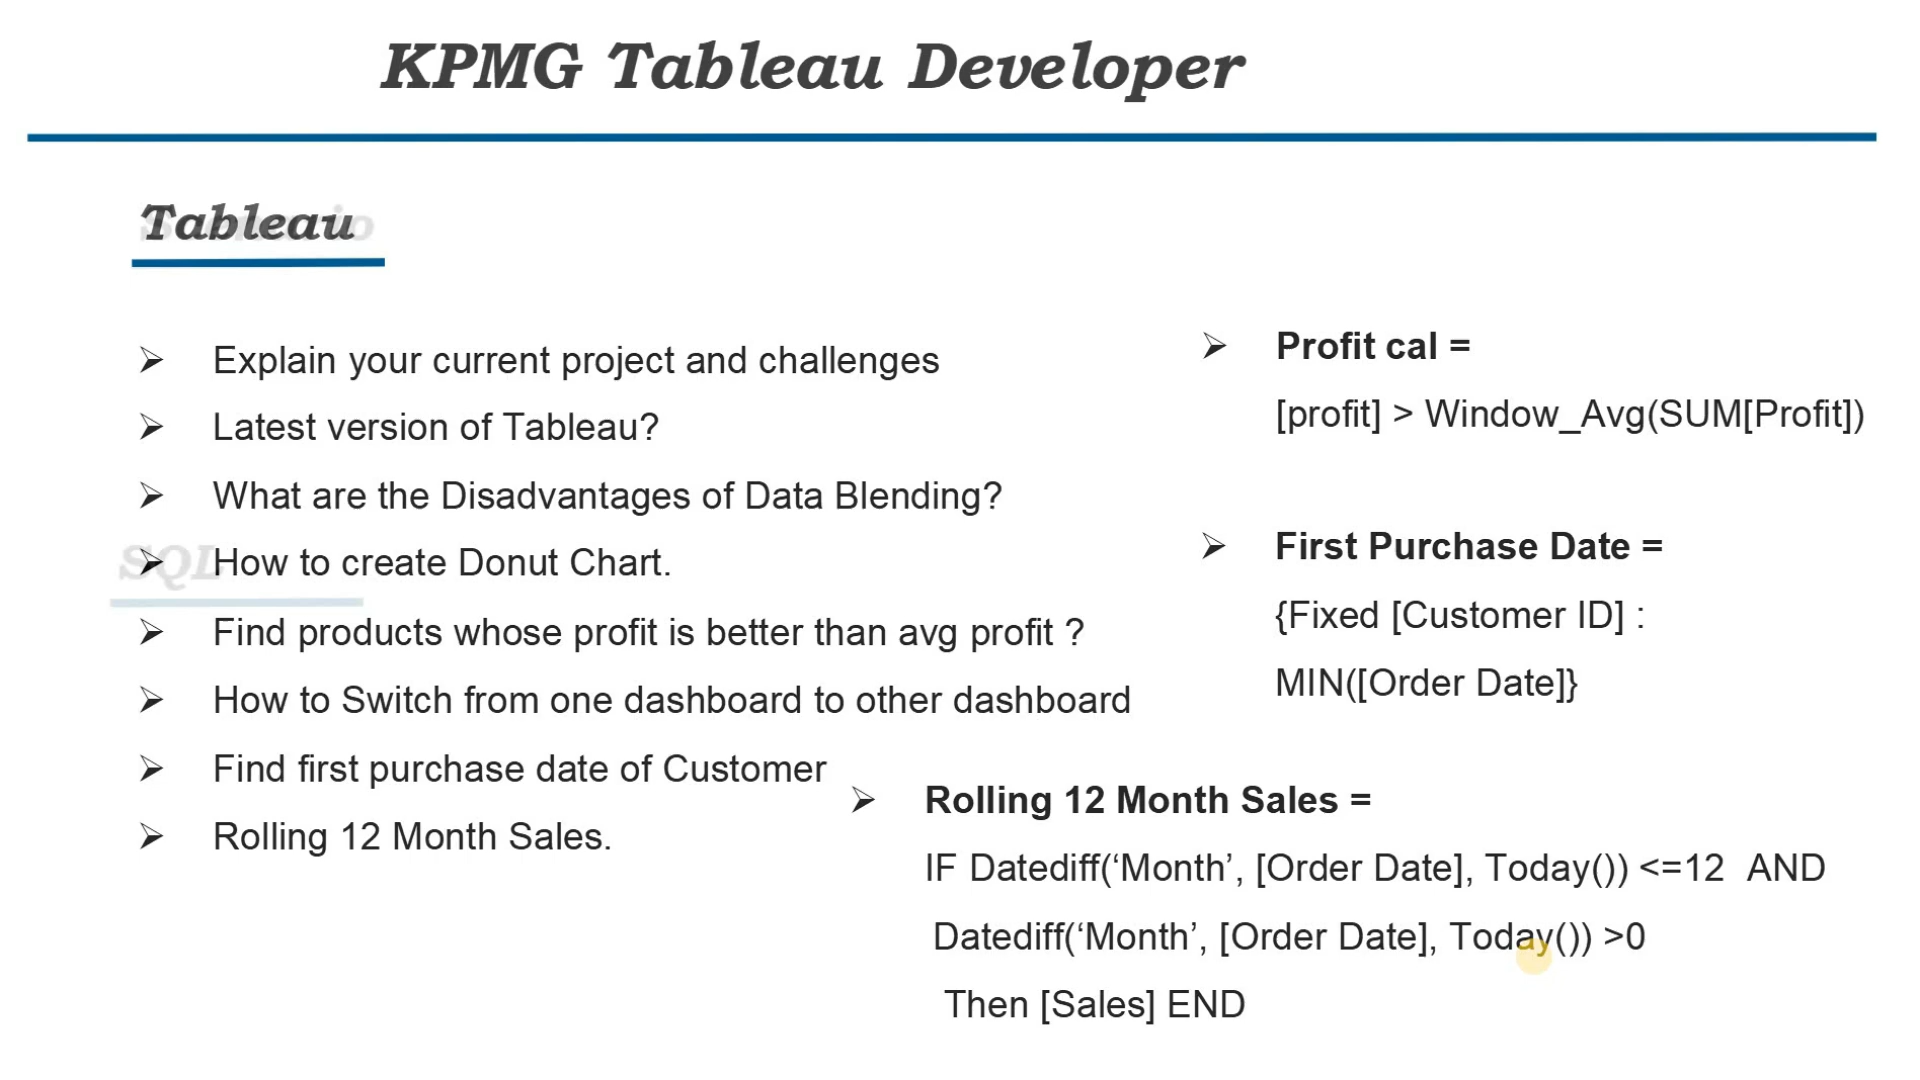 KPMG Tableau Developer
Tableau
Explain your current project and challenges
Latest version of Tableau?
What are the Disadvantages of Data Blending?
SQL
How to create Donut Chart.
Find products whose profit is better than avg profit ?
How to Switch from one dashboard to other dashboard
Find first purchase date of Customer
Rolling 12 Month Sales.
Profit cal =
[profit] > Window_Avg(SUM[Profit])
First Purchase Date =
{Fixed [Customer ID] :
MIN([Order Date]}
Rolling 12 Month Sales =
IF Datediff(‘Month’, [Order Date], Today()) <=12 AND
Datediff(‘Month’, [Order Date], Today()) >0
Then [Sales] END